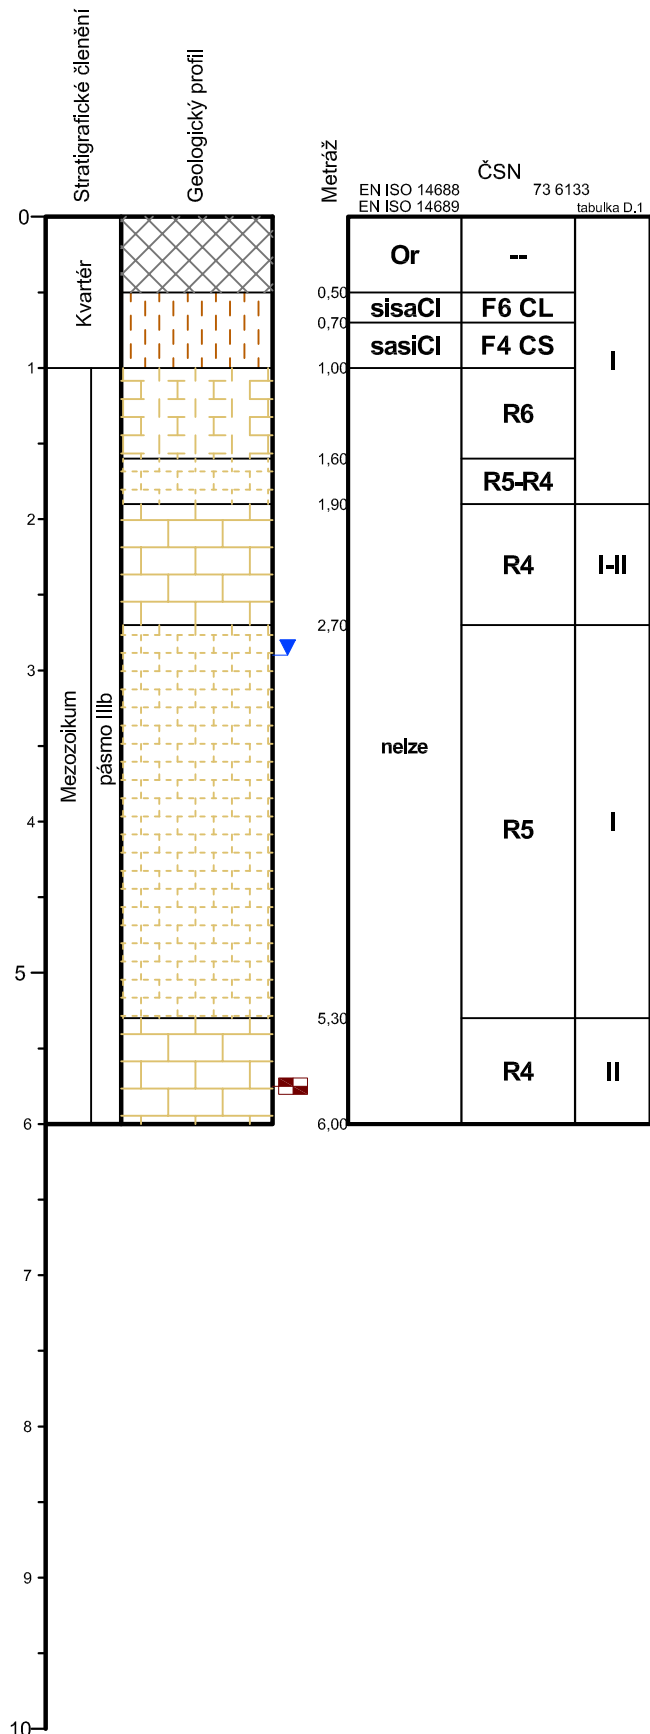 Stratigrafické členění
Geologický profil
Metráž
ČSN
EN ISO 14688
73 6133
EN ISO 14689
tabulka D.1
0
Kvartér
Or
--
I
0,50
sisaCl
F6 CL
0,70
sasiCl
F4 CS
1
1,00
Mezozoikum
pásmo IIIb
nelze
R6
1,60
R5-R4
1,90
2
R4
I-II
2,70
3
R5
I
4
5
5,30
R4
II
6
6,00
7
8
9
10